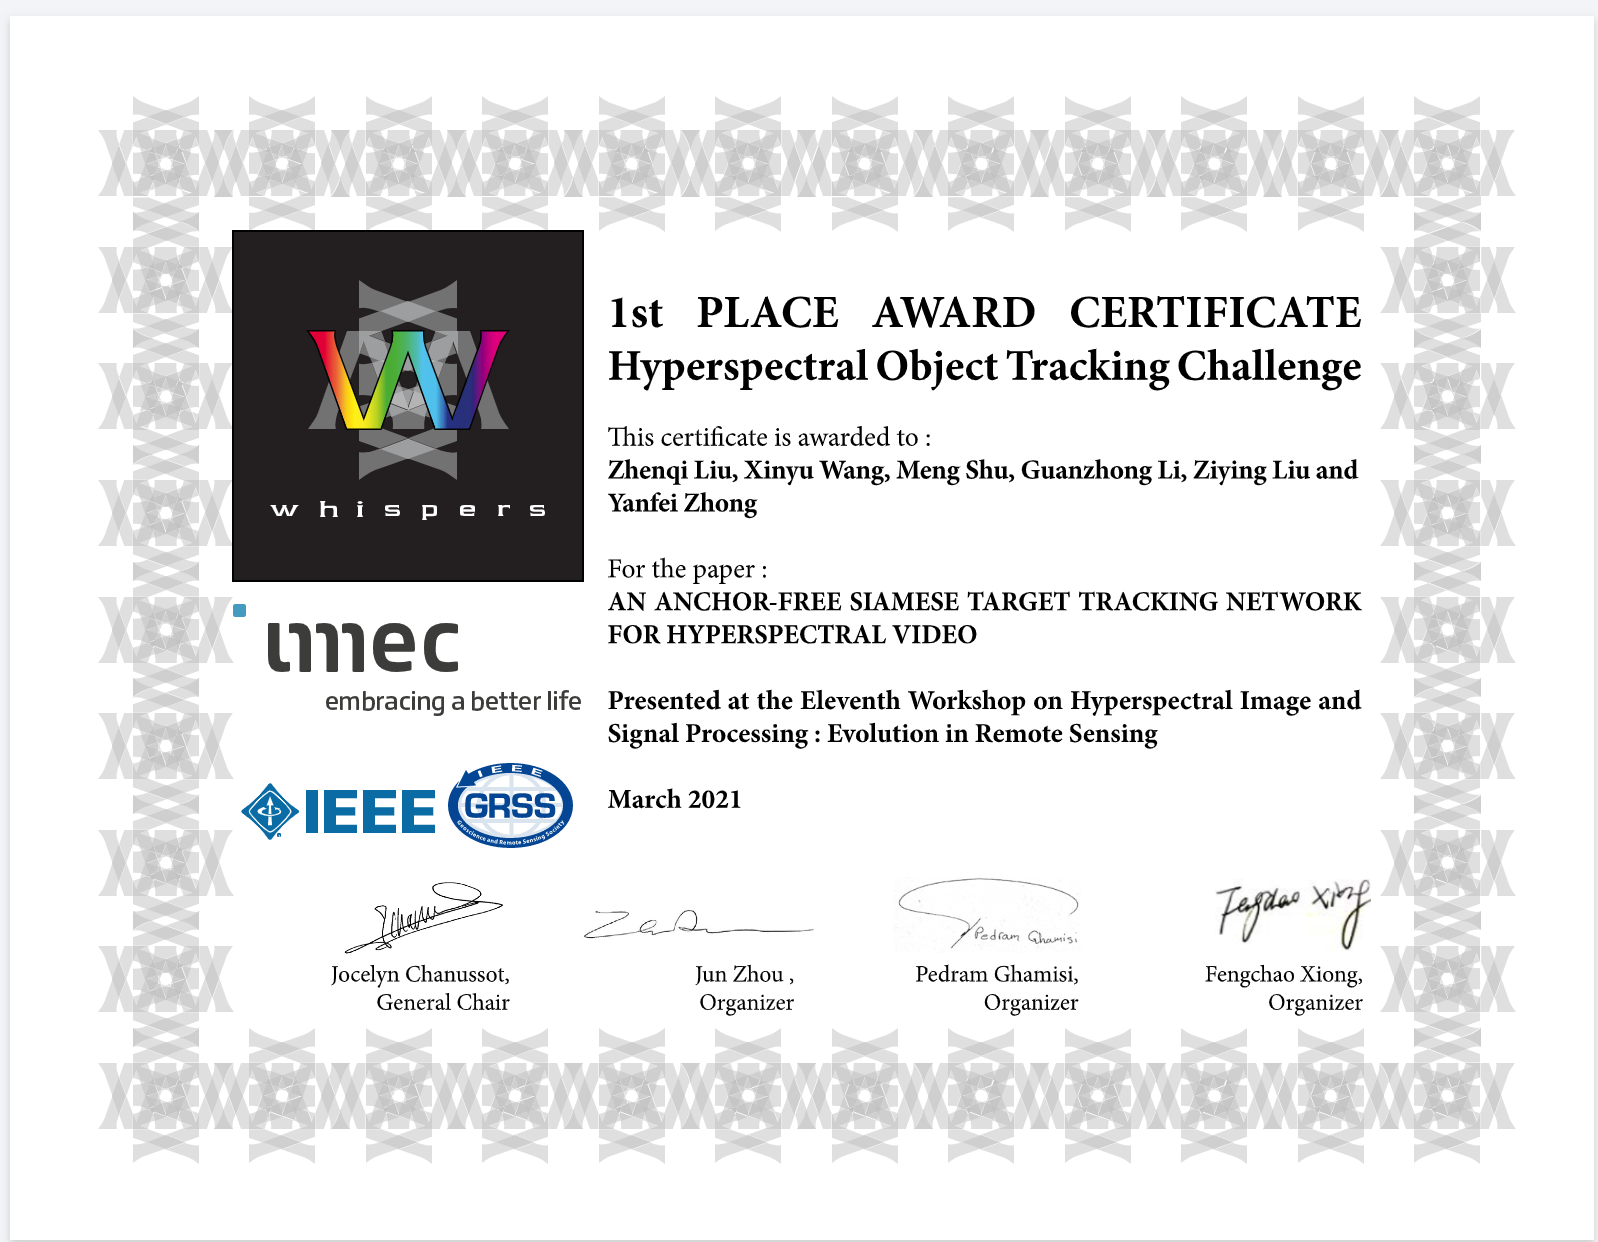 1st PLACE AWARD CERTIFICATE
Hyperspectral Object Tracking Challenge
This certificate is awarded to :
Zhenqi Liu, Xinyu Wang, Meng Shu, Guanzhong Li, Ziying Liu and
Yanfei Zhong
For the paper :
AN ANCHOR-FREE SIAMESE TARGET TRACKING NETWORK
FOR HYPERSPECTRAL VIDEO
Presented at the Eleventh Workshop on Hyperspectral Image and
Signal Processing : Evolution in Remote Sensing
March 2021
W
whispers
imec
embracing a better life
IEEE
IEEE
GRSS
Geoscience and Remote Sensing Society
Pedram Ghamisi
Fengchao Xiong
Jocelyn Chanussot,
General Chair
Jun Zhou ,
Organizer
Pedram Ghamisi,
Organizer
Fengchao Xiong,
Organizer